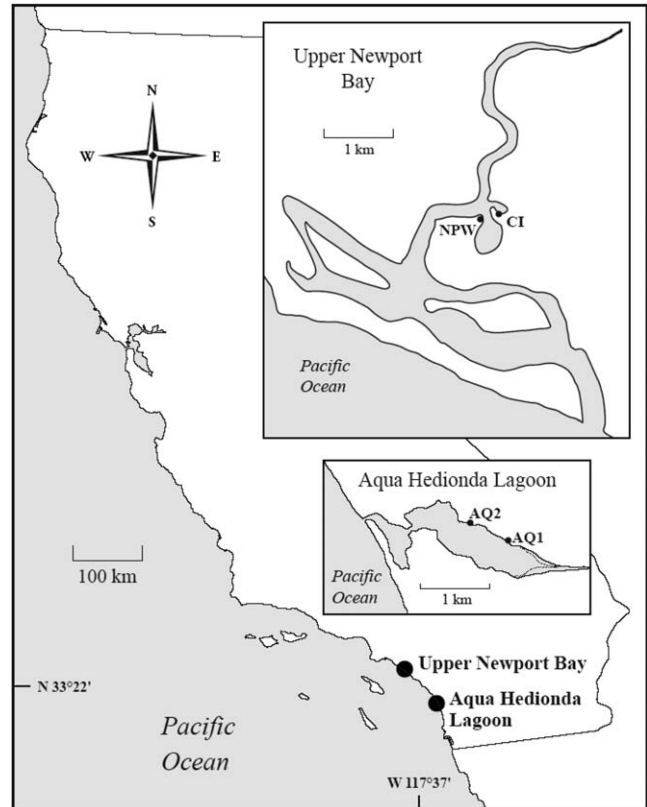 Upper Newport
Bay
1 km
N
W
E
S
NPW
CI
Pacific
Ocean
Aqua Hedionda Lagoon
AQ2
AQ1
Pacific
Ocean
1 km
100 km
Upper Newport Bay
N 33°22'
Aqua Hedionda
Lagoon
Pacific
Ocean
W 117°37'